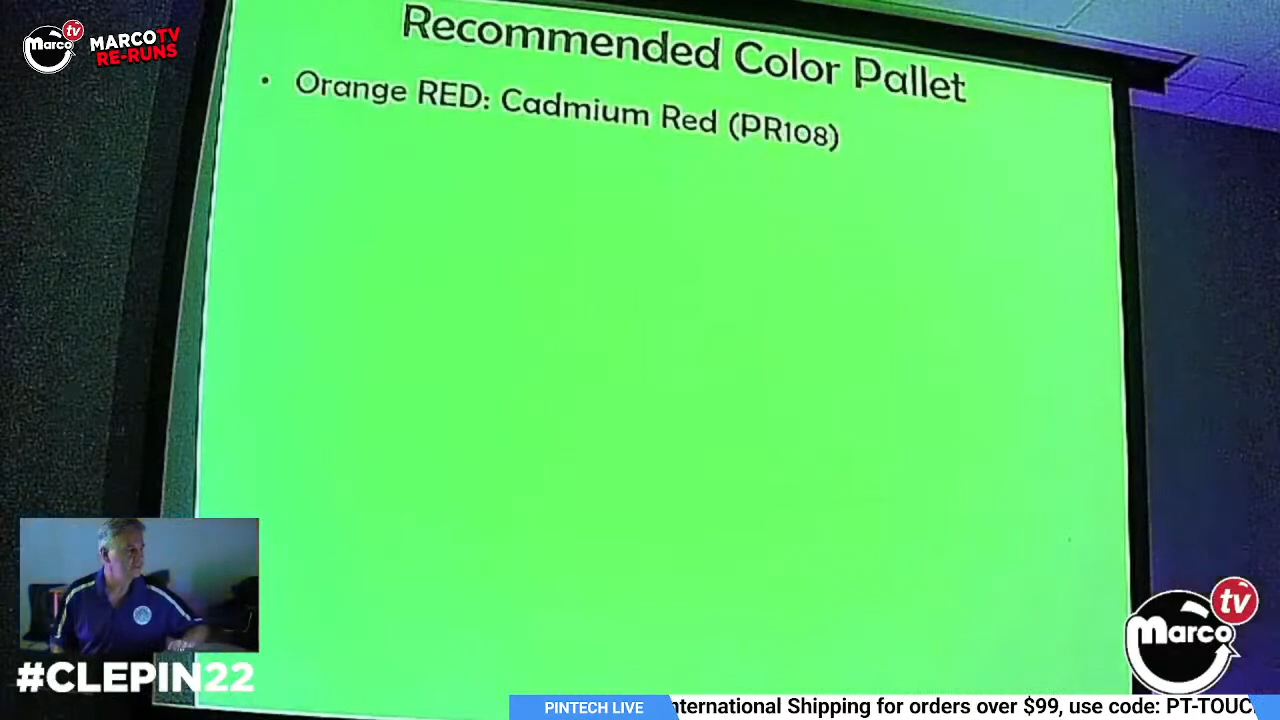 Marco
tv
MARCOTV
RE-RUNS
Recommended Color Pallet
• Orange RED: Cadmium Red (PR108)
#CLEPIN22
marco
tv
PINTECH LIVE
nternational Shipping for orders over $99, use code: PT-TOUC